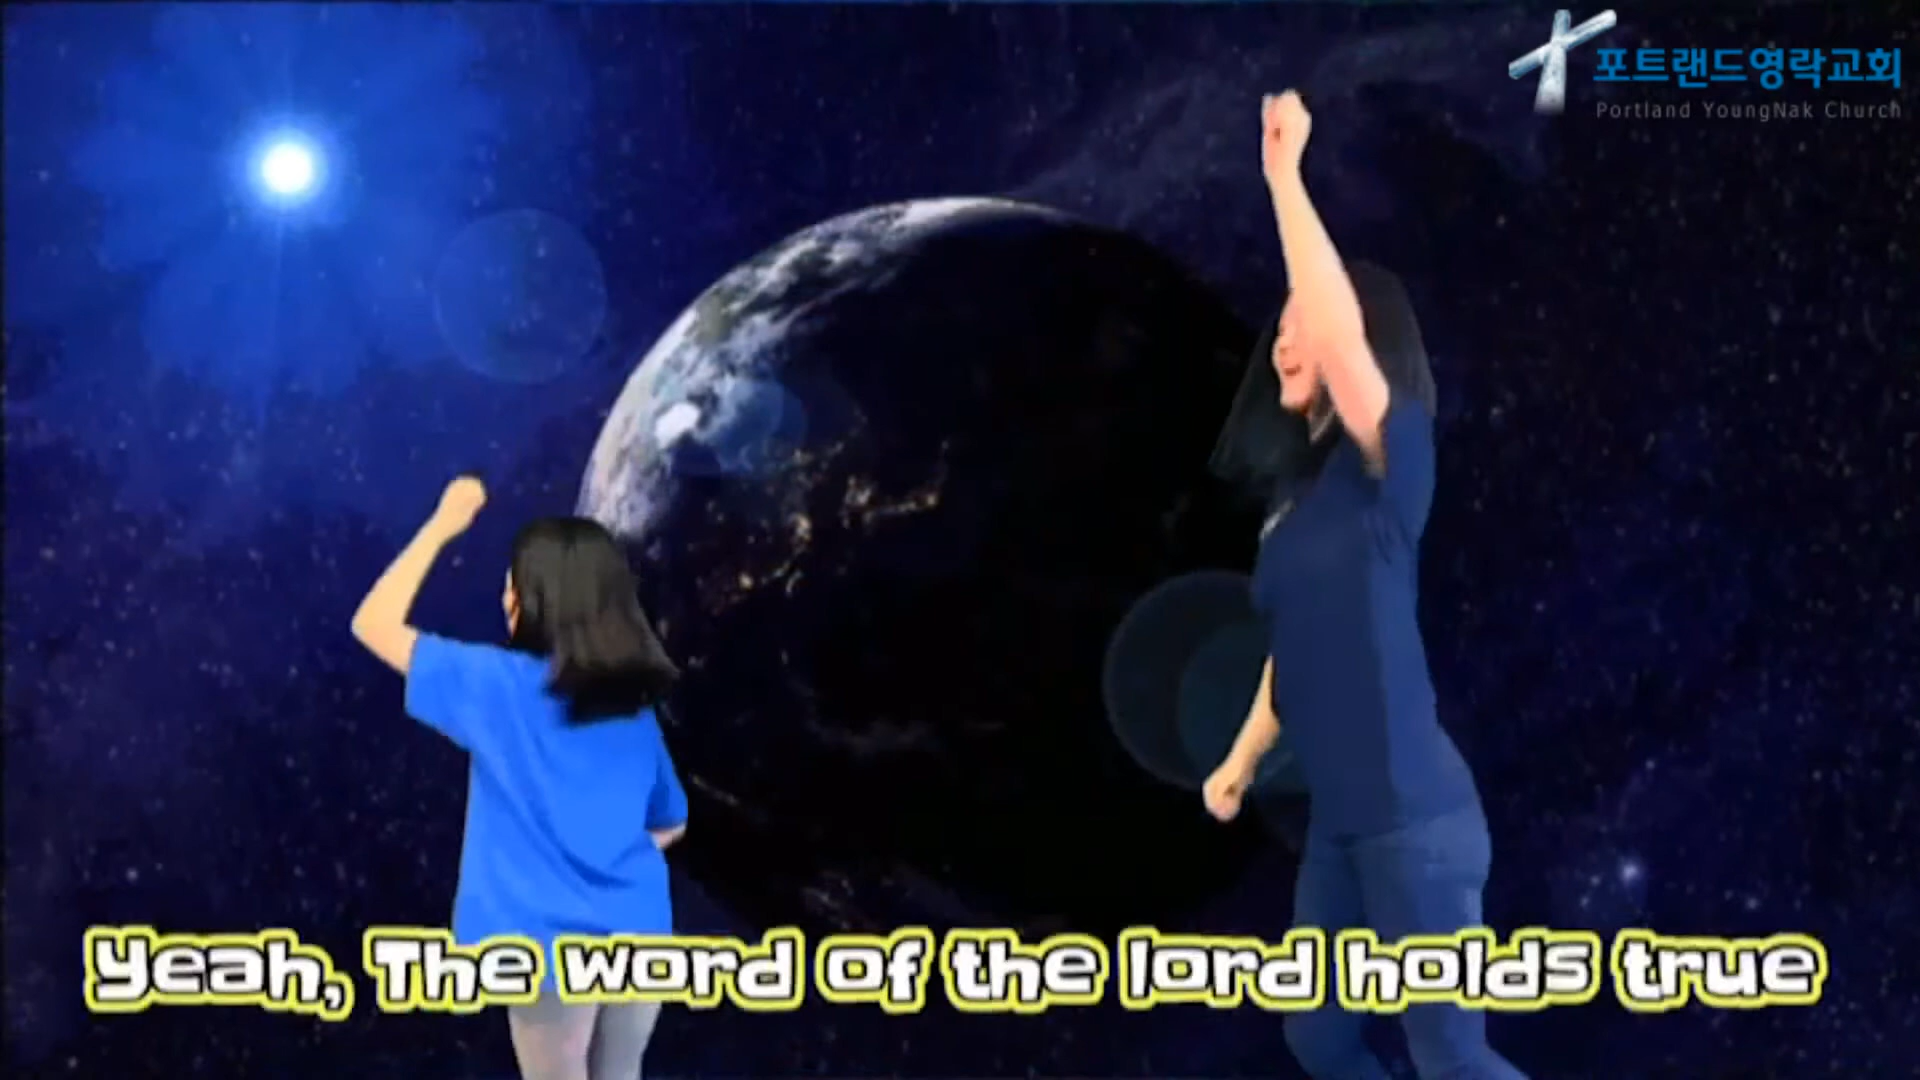 포트랜드영락교회
Portland YoungNak Church
Yeah, The word of the lord holds true